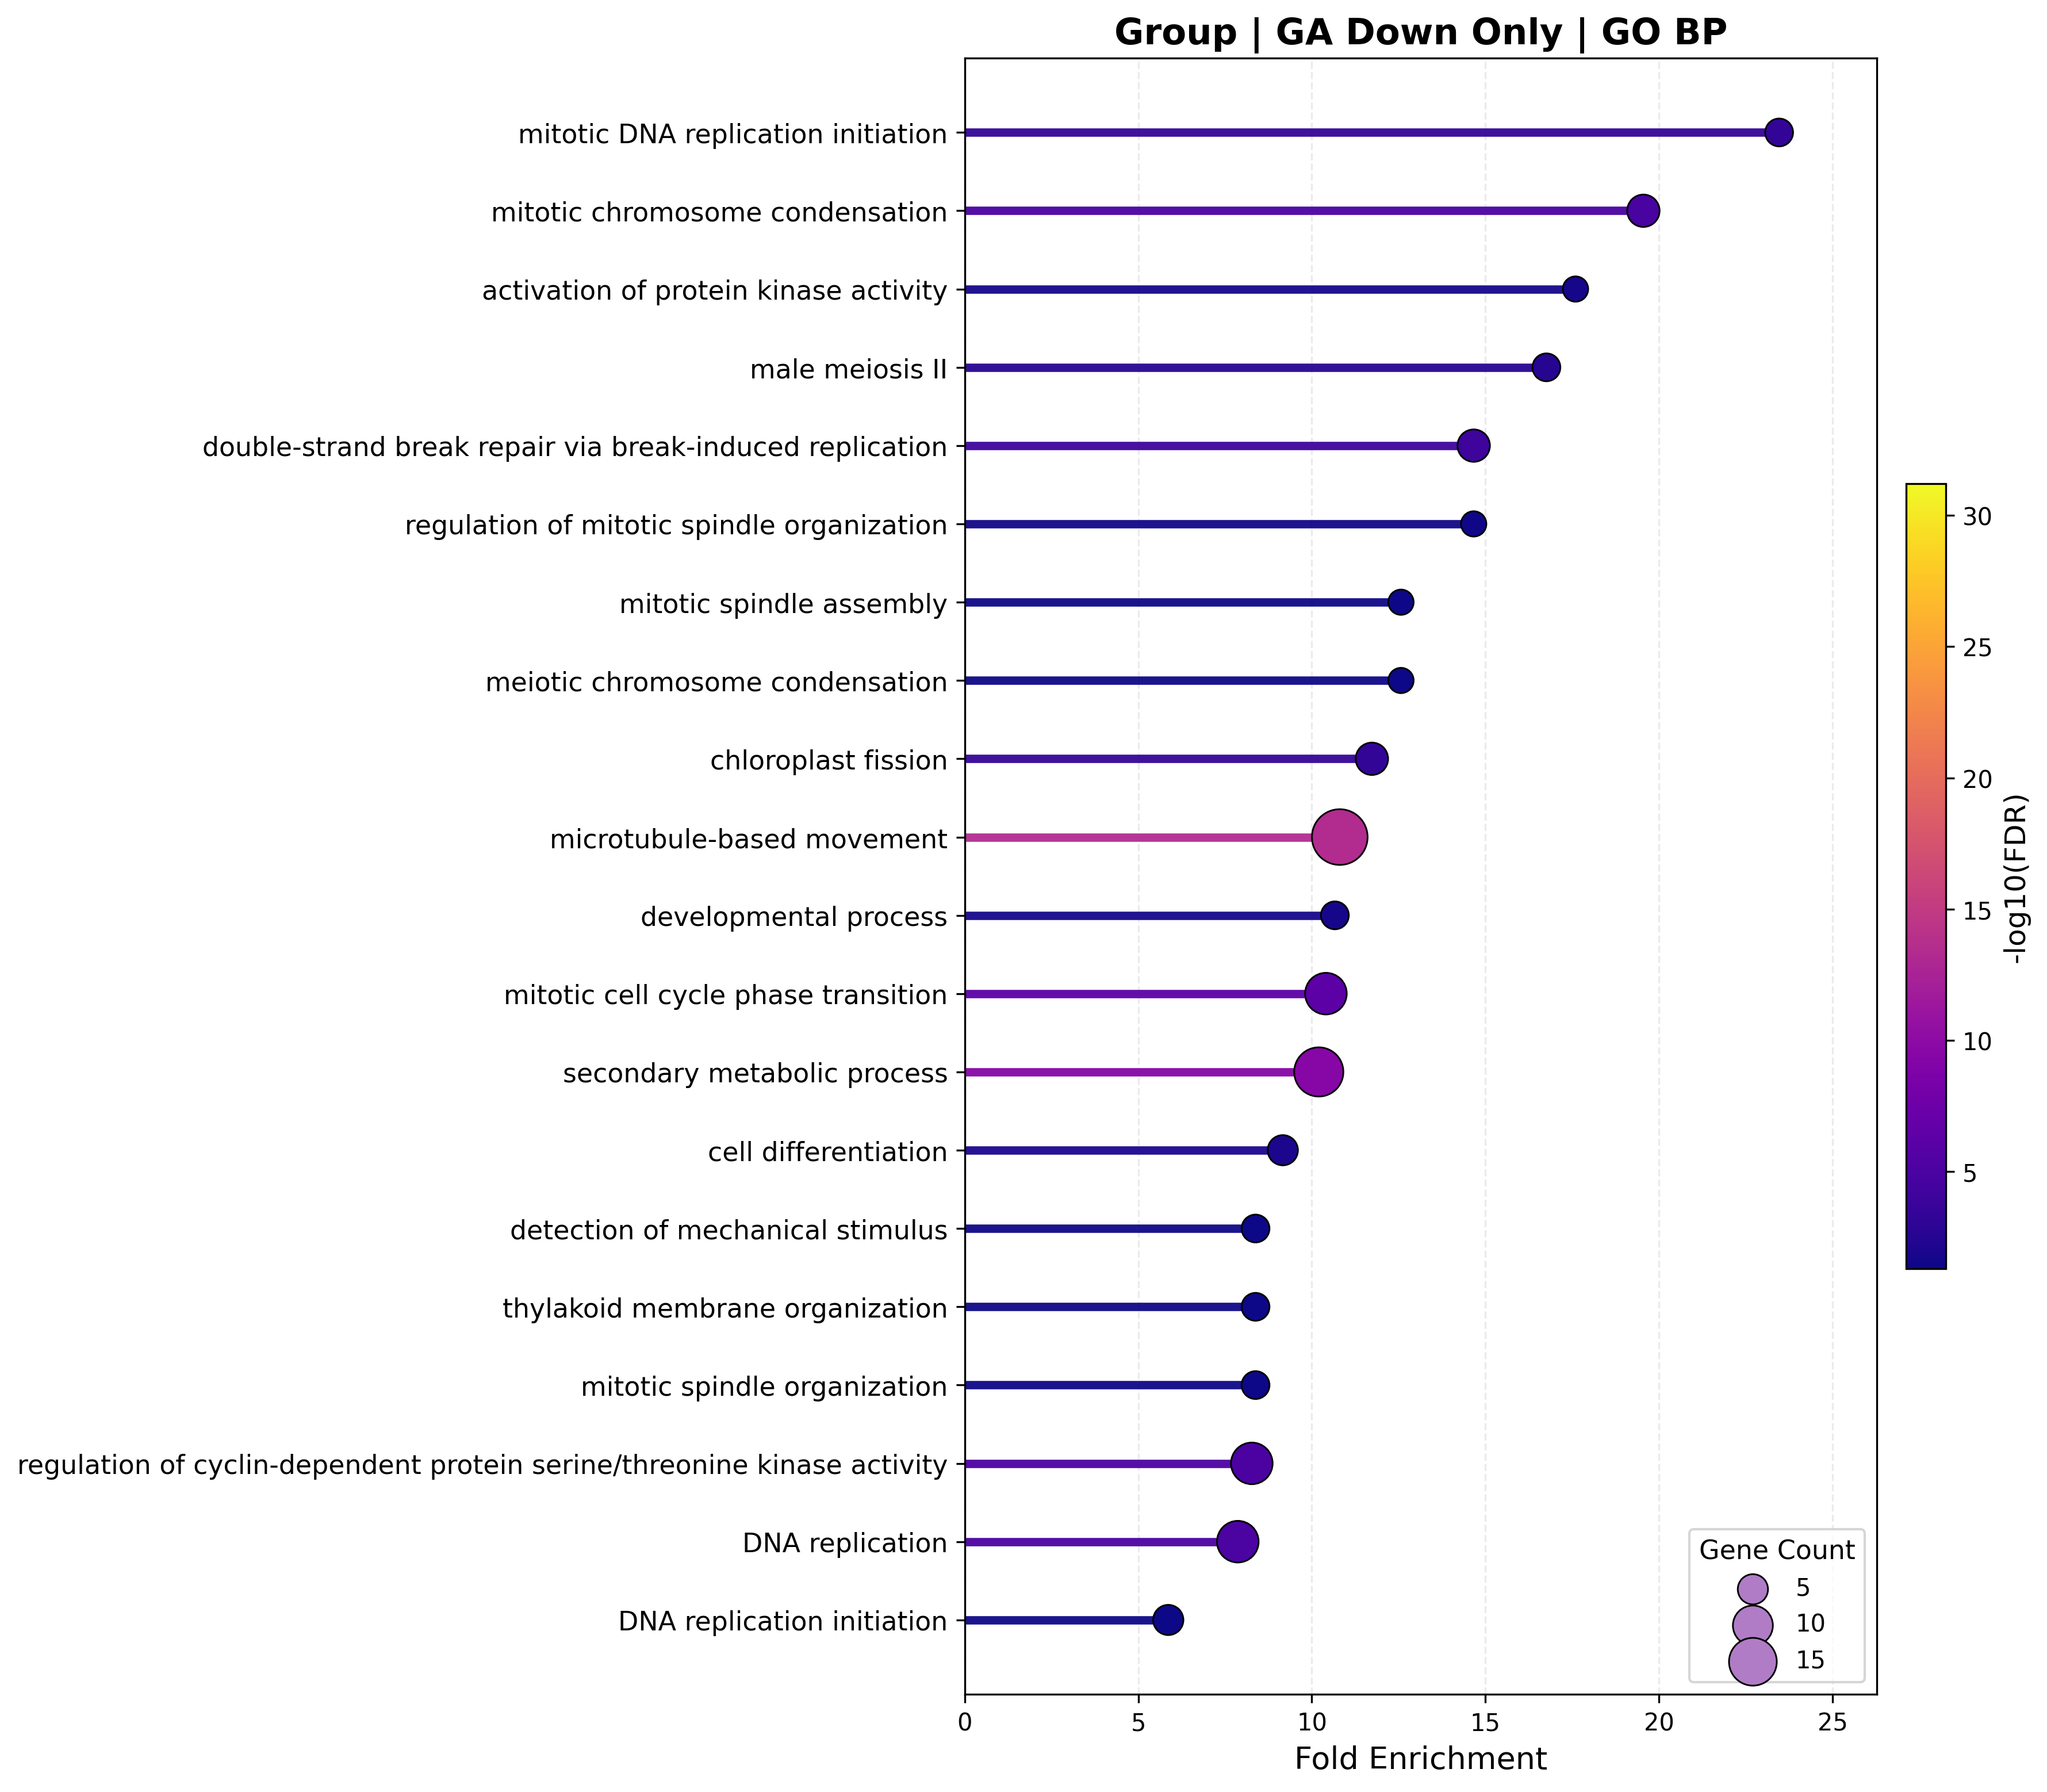 Group | GA Down Only | GO BP
mitotic DNA replication initiation
mitotic chromosome condensation
activation of protein kinase activity
male meiosis II
double-strand break repair via break-induced replication
regulation of mitotic spindle organization
mitotic spindle assembly
meiotic chromosome condensation
chloroplast fission
microtubule-based movement
developmental process
mitotic cell cycle phase transition
secondary metabolic process
cell differentiation
detection of mechanical stimulus
thylakoid membrane organization
mitotic spindle organization
regulation of cyclin-dependent protein serine/threonine kinase activity
DNA replication
DNA replication initiation
0 5 10 15 20 25
Fold Enrichment
Gene Count
5
10
15
30
25
20
15
10
5
-log10(FDR)